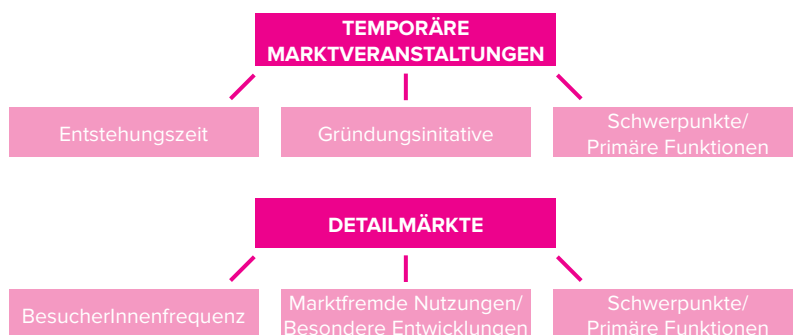 TEMPORÄRE
MARKTVERANSTALTUNGEN
Entstehungszeit
Gründungsinitative
Schwerpunkte/
Primäre Funktionen
DETAILMÄRKTE
BesucherInnenfrequenz
Marktfremde Nutzungen/
Besondere Entwicklungen
Schwerpunkte/
Primäre Funktionen